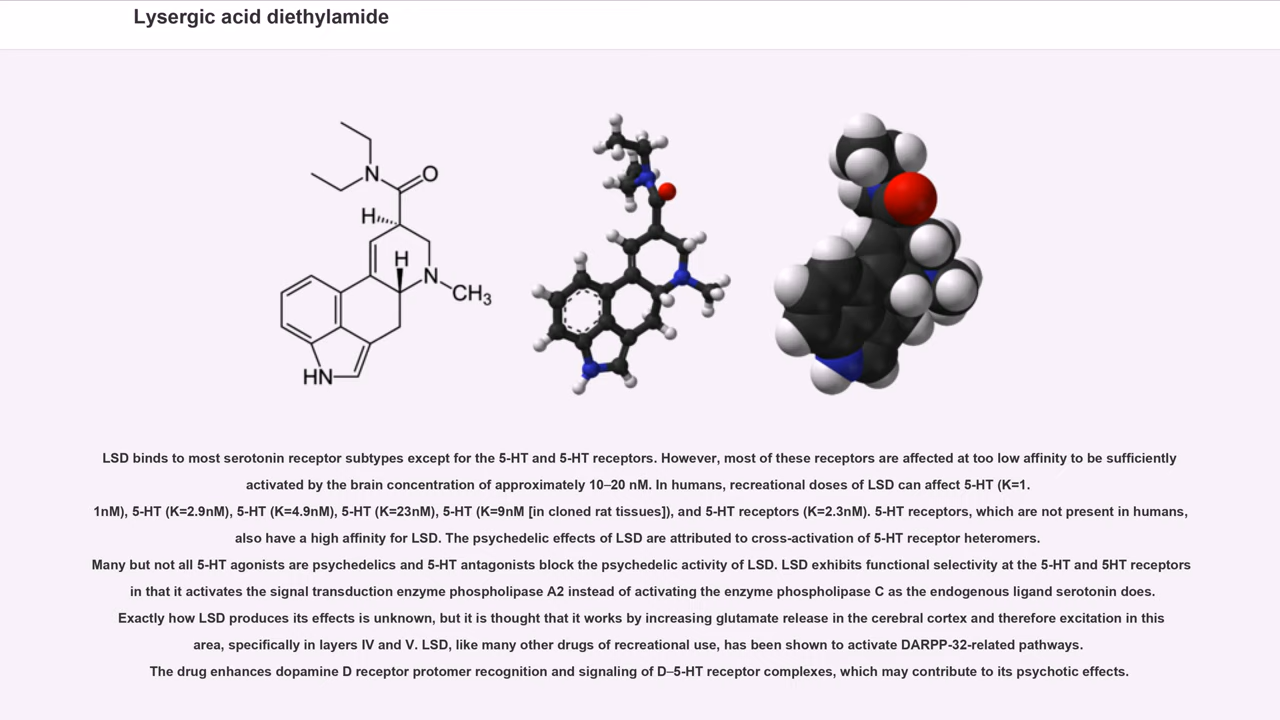 Lysergic acid diethylamide
N
O
H
H
N
CH3
HN
LSD binds to most serotonin receptor subtypes except for the 5-HT and 5-HT receptors. However, most of these receptors are affected at too low affinity to be sufficiently
activated by the brain concentration of approximately 10–20 nM. In humans, recreational doses of LSD can affect 5-HT (K=1.
1nM), 5-HT (K=2.9nM), 5-HT (K=4.9nM), 5-HT (K=23nM), 5-HT (K=9nM [in cloned rat tissues]), and 5-HT receptors (K=2.3nM). 5-HT receptors, which are not present in humans,
also have a high affinity for LSD. The psychedelic effects of LSD are attributed to cross-activation of 5-HT receptor heteromers.
Many but not all 5-HT agonists are psychedelics and 5-HT antagonists block the psychedelic activity of LSD. LSD exhibits functional selectivity at the 5-HT and 5HT receptors
in that it activates the signal transduction enzyme phospholipase A2 instead of activating the enzyme phospholipase C as the endogenous ligand serotonin does.
Exactly how LSD produces its effects is unknown, but it is thought that it works by increasing glutamate release in the cerebral cortex and therefore excitation in this
area, specifically in layers IV and V. LSD, like many other drugs of recreational use, has been shown to activate DARPP-32-related pathways.
The drug enhances dopamine D receptor protomer recognition and signaling of D–5-HT receptor complexes, which may contribute to its psychotic effects.